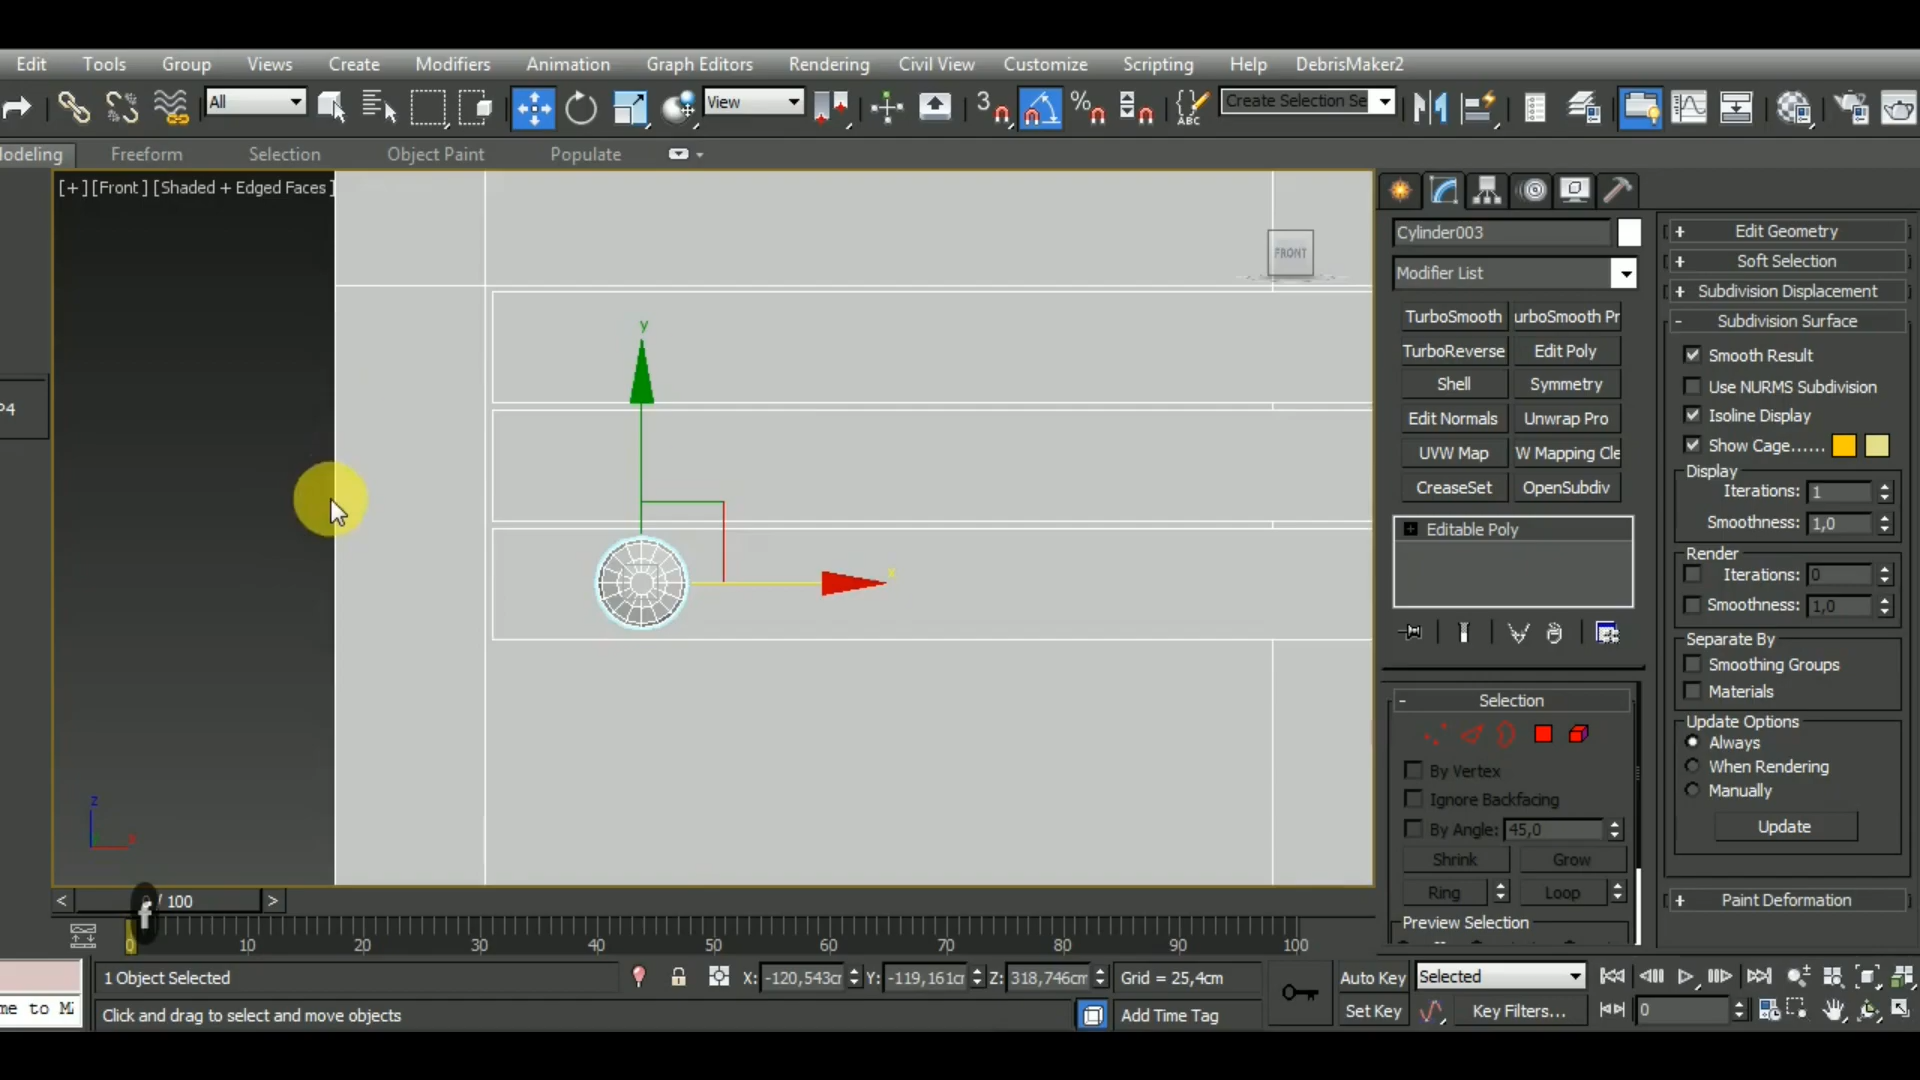 Edit Tools Group Views Create Modifiers Animation Graph Editors Rendering Civil View Customize Scripting Help DebrisMaker2
All View 3 % ABC Create Selection Se
odeling Freeform Selection Object Paint Populate
[+] [Front ] [Shaded + Edged Faces ]
FRONT
y
x
z
x
P4
Cylinder003
Modifier List
TurboSmooth urboSmooth Pr
TurboReverse Edit Poly
Shell Symmetry
Edit Normals Unwrap Pro
UVW Map W Mapping Cle
CreaseSet OpenSubdiv
Editable Poly
- Selection
By Vertex
Ignore Backfacing
By Angle: 45,0
Shrink Grow
Ring Loop
Preview Selection
+ Edit Geometry
+ Soft Selection
+ Subdivision Displacement
- Subdivision Surface
Smooth Result
Use NURMS Subdivision
Isoline Display
Show Cage......
Display
Iterations: 1
Smoothness: 1,0
Render
Iterations: 0
Smoothness: 1,0
Separate By
Smoothing Groups
Materials
Update Options
Always
When Rendering
Manually
Update
+ Paint Deformation
< / 100 >
f
0 10 20 30 40 50 60 70 80 90 100
1 Object Selected X: -120,543cr Y: -119,161cr Z: 318,746cm Grid = 25,4cm Auto Key Selected
me to Mi Click and drag to select and move objects Add Time Tag Set Key Key Filters... 0